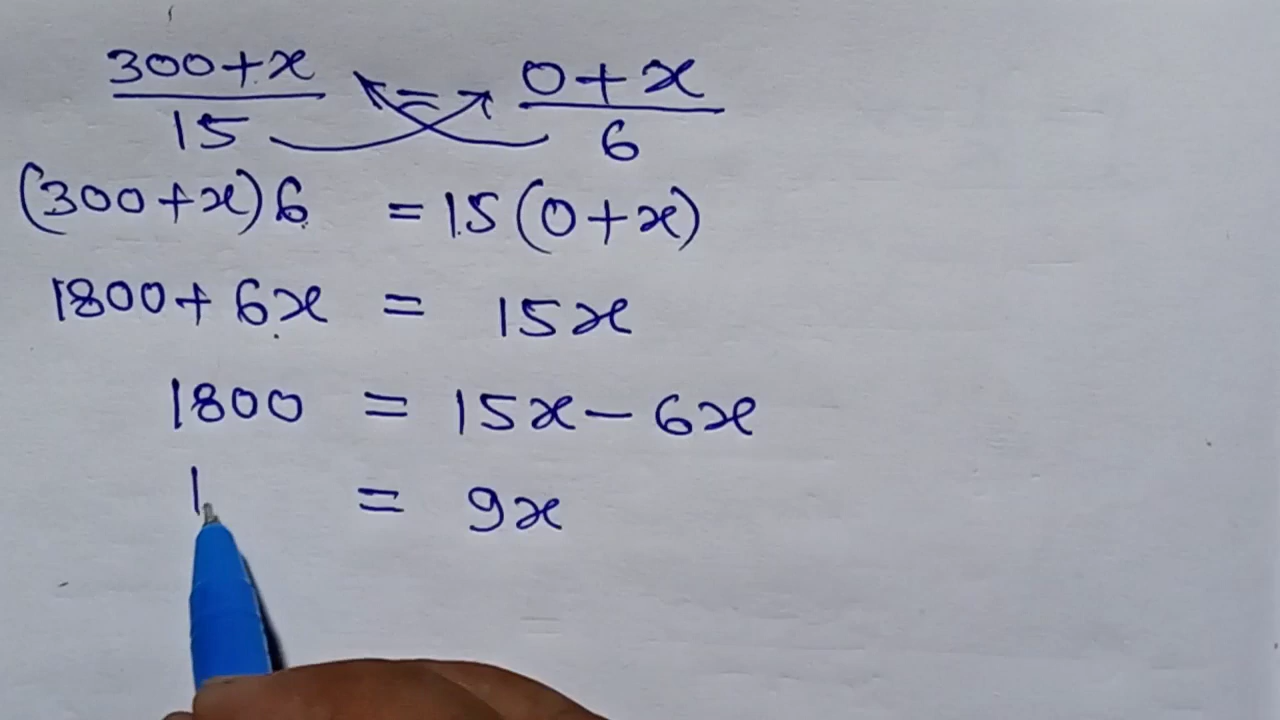 300+x = 0+x
15 6
(300+x)6 = 15(0+x)
1800+6x = 15x
1800 = 15x-6x
1 = 9x